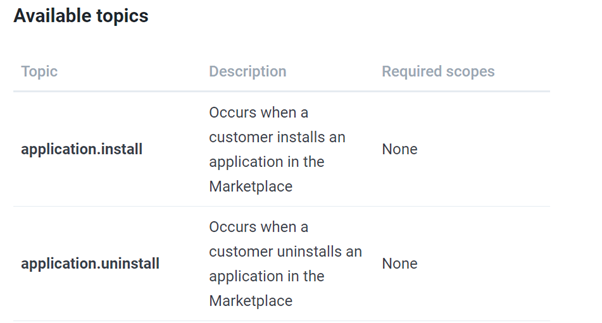 Available topics
Topic Description Required scopes
Occurs when a
customer installs an
application.install application in the None
Marketplace
Occurs when a
customer uninstalls an
application.uninstall application in the None
Marketplace